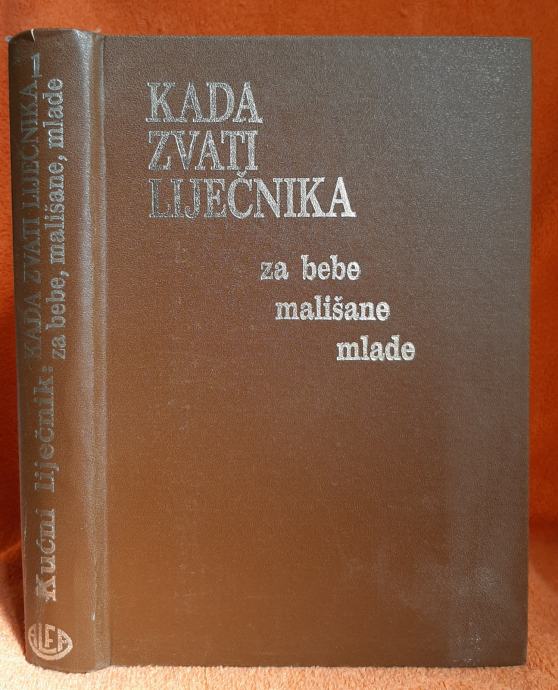 KADA
ZVATI
LIJEČNIKA
za bebe
mališane
mlade
Kućni liječnik: KADA ZVATI LIJEČNIKA 1
za bebe, mališane, mlade
ALFA